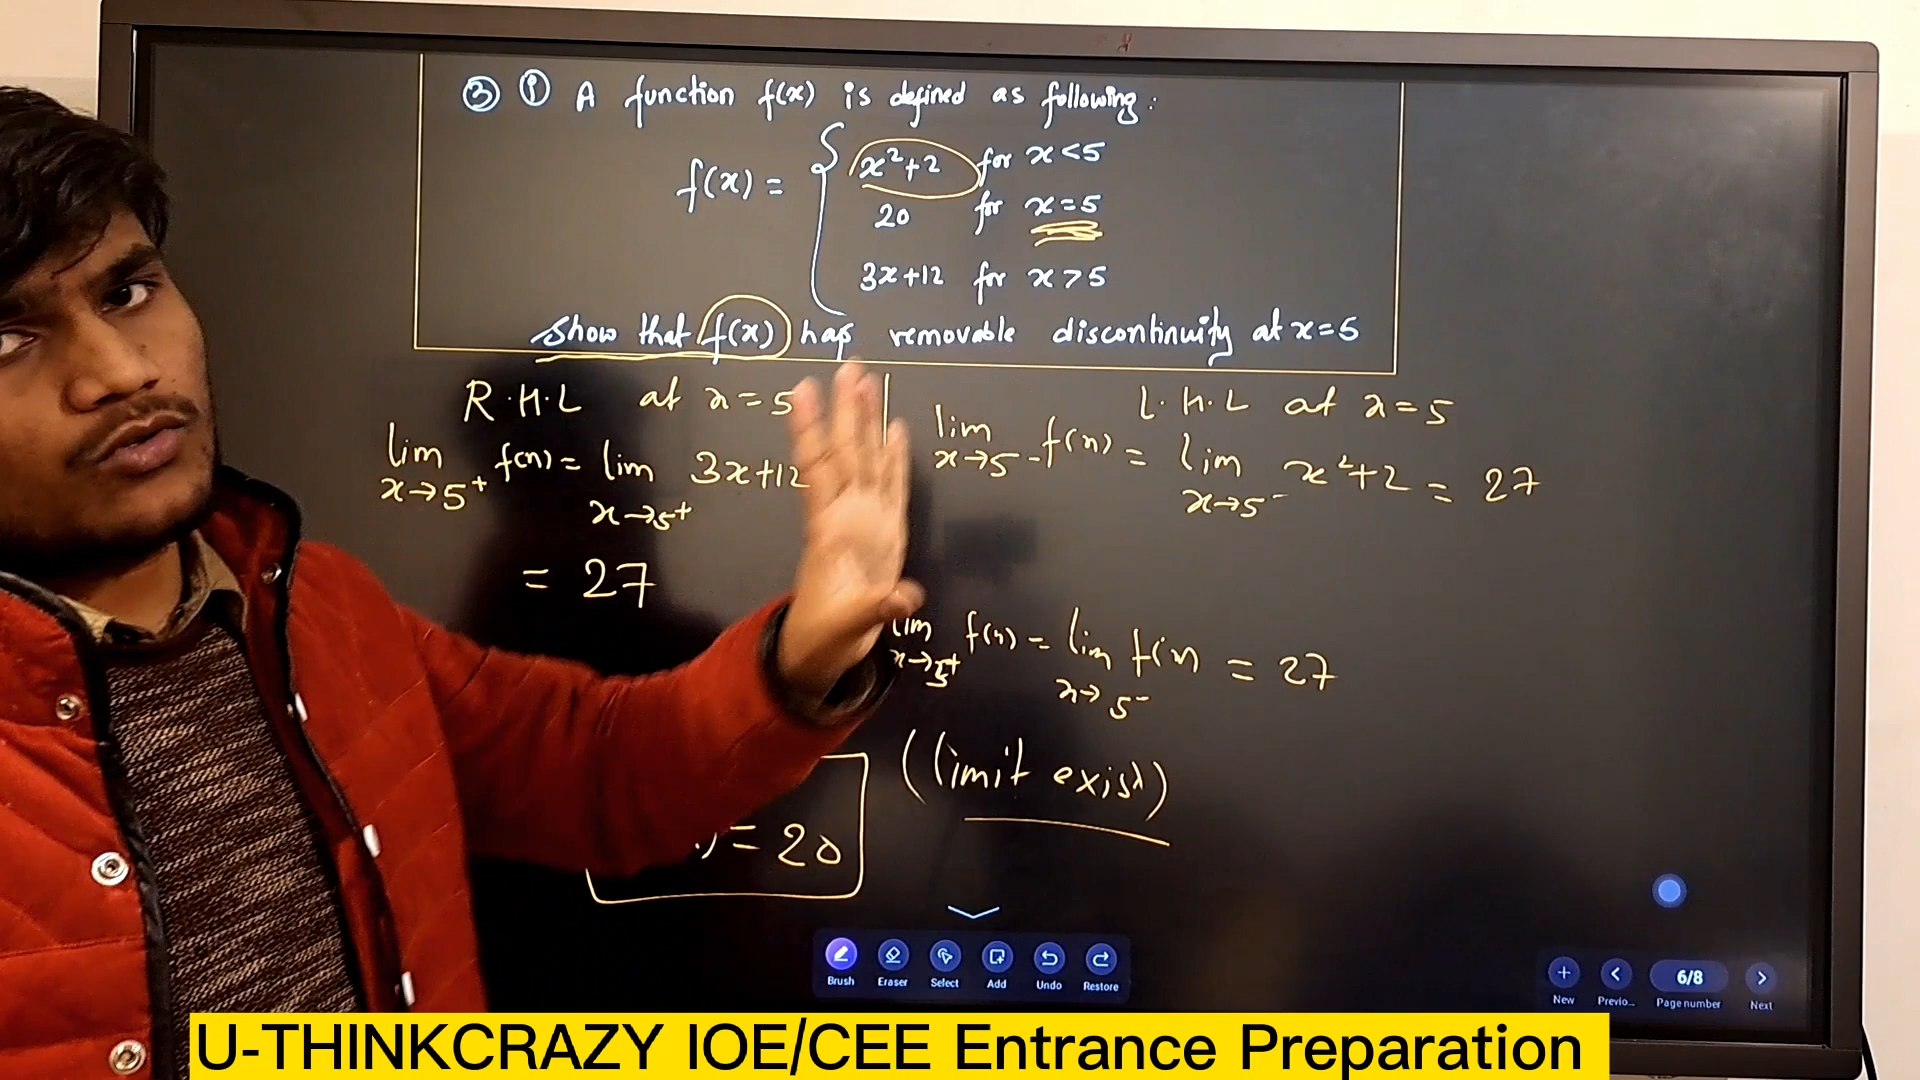 ③ ① A function f(x) is defined as following:
f(x) = { x²+2 for x<5
20 for x=5
3x+12 for x>5
Show that f(x) has removable discontinuity at x=5
R.H.L at x=5
lim x→5⁺ f(x) = lim x→5⁺ 3x+12
= 27
L.H.L at x=5
lim x→5⁻ f(x) = lim x→5⁻ x²+2 = 27
lim x→5⁺ f(x) = lim x→5⁻ f(x) = 27
(limit exist)
) = 20
Brush Eraser Select Add Undo Restore
New Previo... 6/8 Page number Next
U-THINKCRAZY IOE/CEE Entrance Preparation